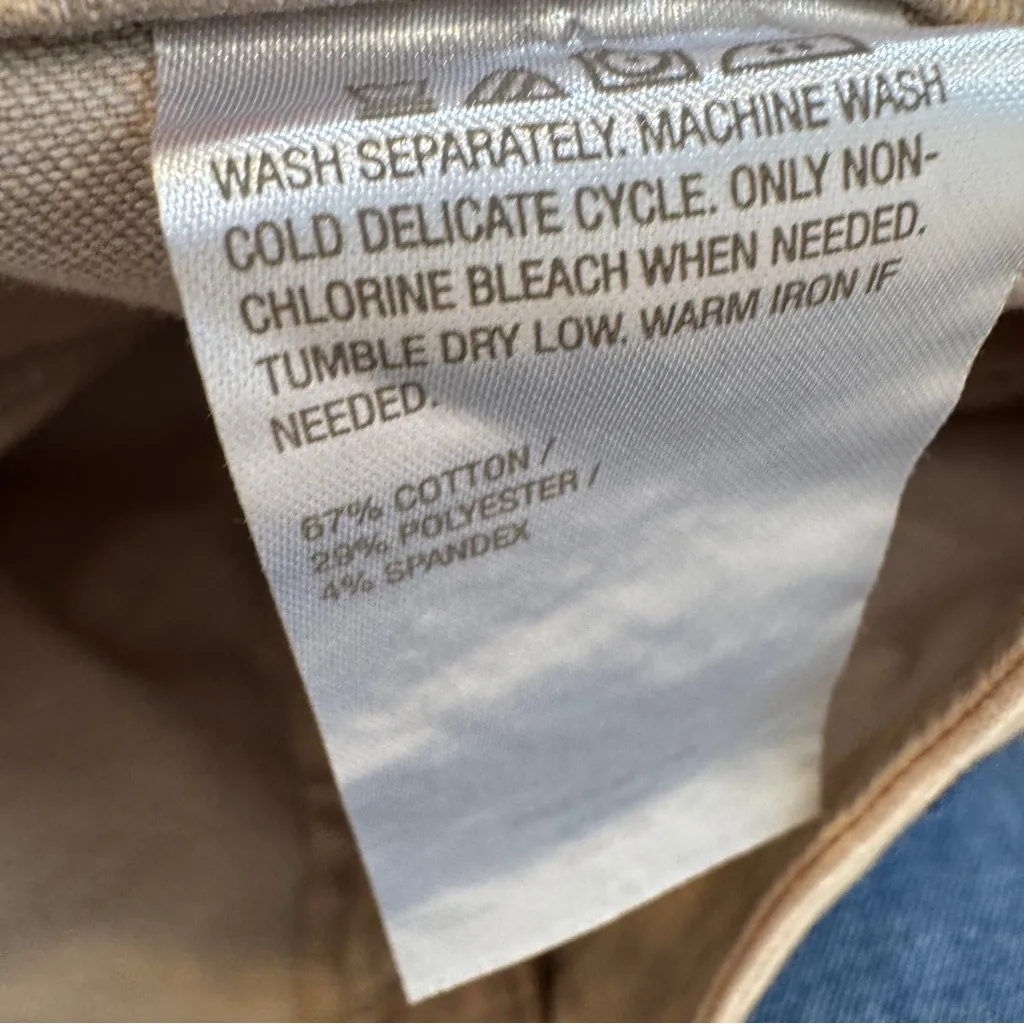 WASH SEPARATELY. MACHINE WASH
COLD DELICATE CYCLE. ONLY NON-
CHLORINE BLEACH WHEN NEEDED.
TUMBLE DRY LOW. WARM IRON IF
NEEDED.
67% COTTON /
29% POLYESTER /
4% SPANDEX